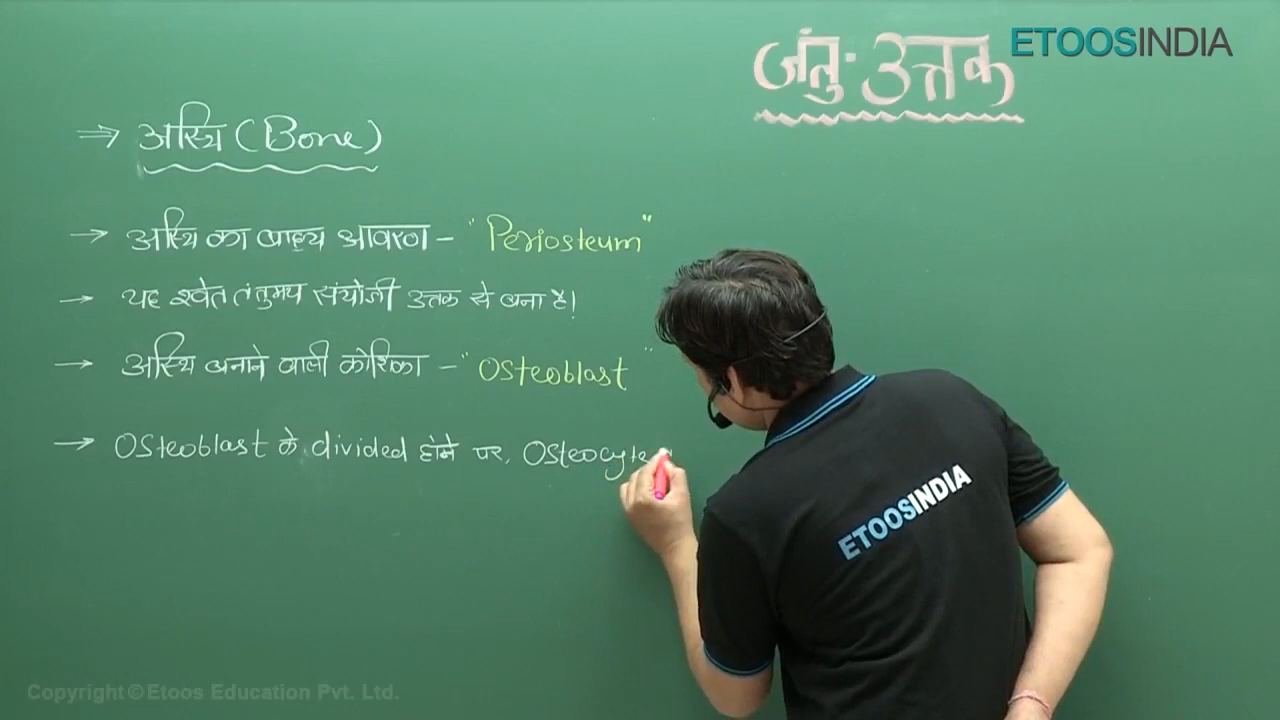 जंतु-उत्तक
ETOOSINDIA
⇒ अस्थि (Bone)
→ अस्थि का बाह्य आवरण - "Periosteum"
→ यह श्वेत तंतुमय संयोजी उत्तक से बना है।
→ अस्थि बनाने वाली कोशिका - "Osteoblast"
→ Osteoblast के divided होने पर, Osteocyte
ETOOSINDIA
Copyright © Etoos Education Pvt. Ltd.